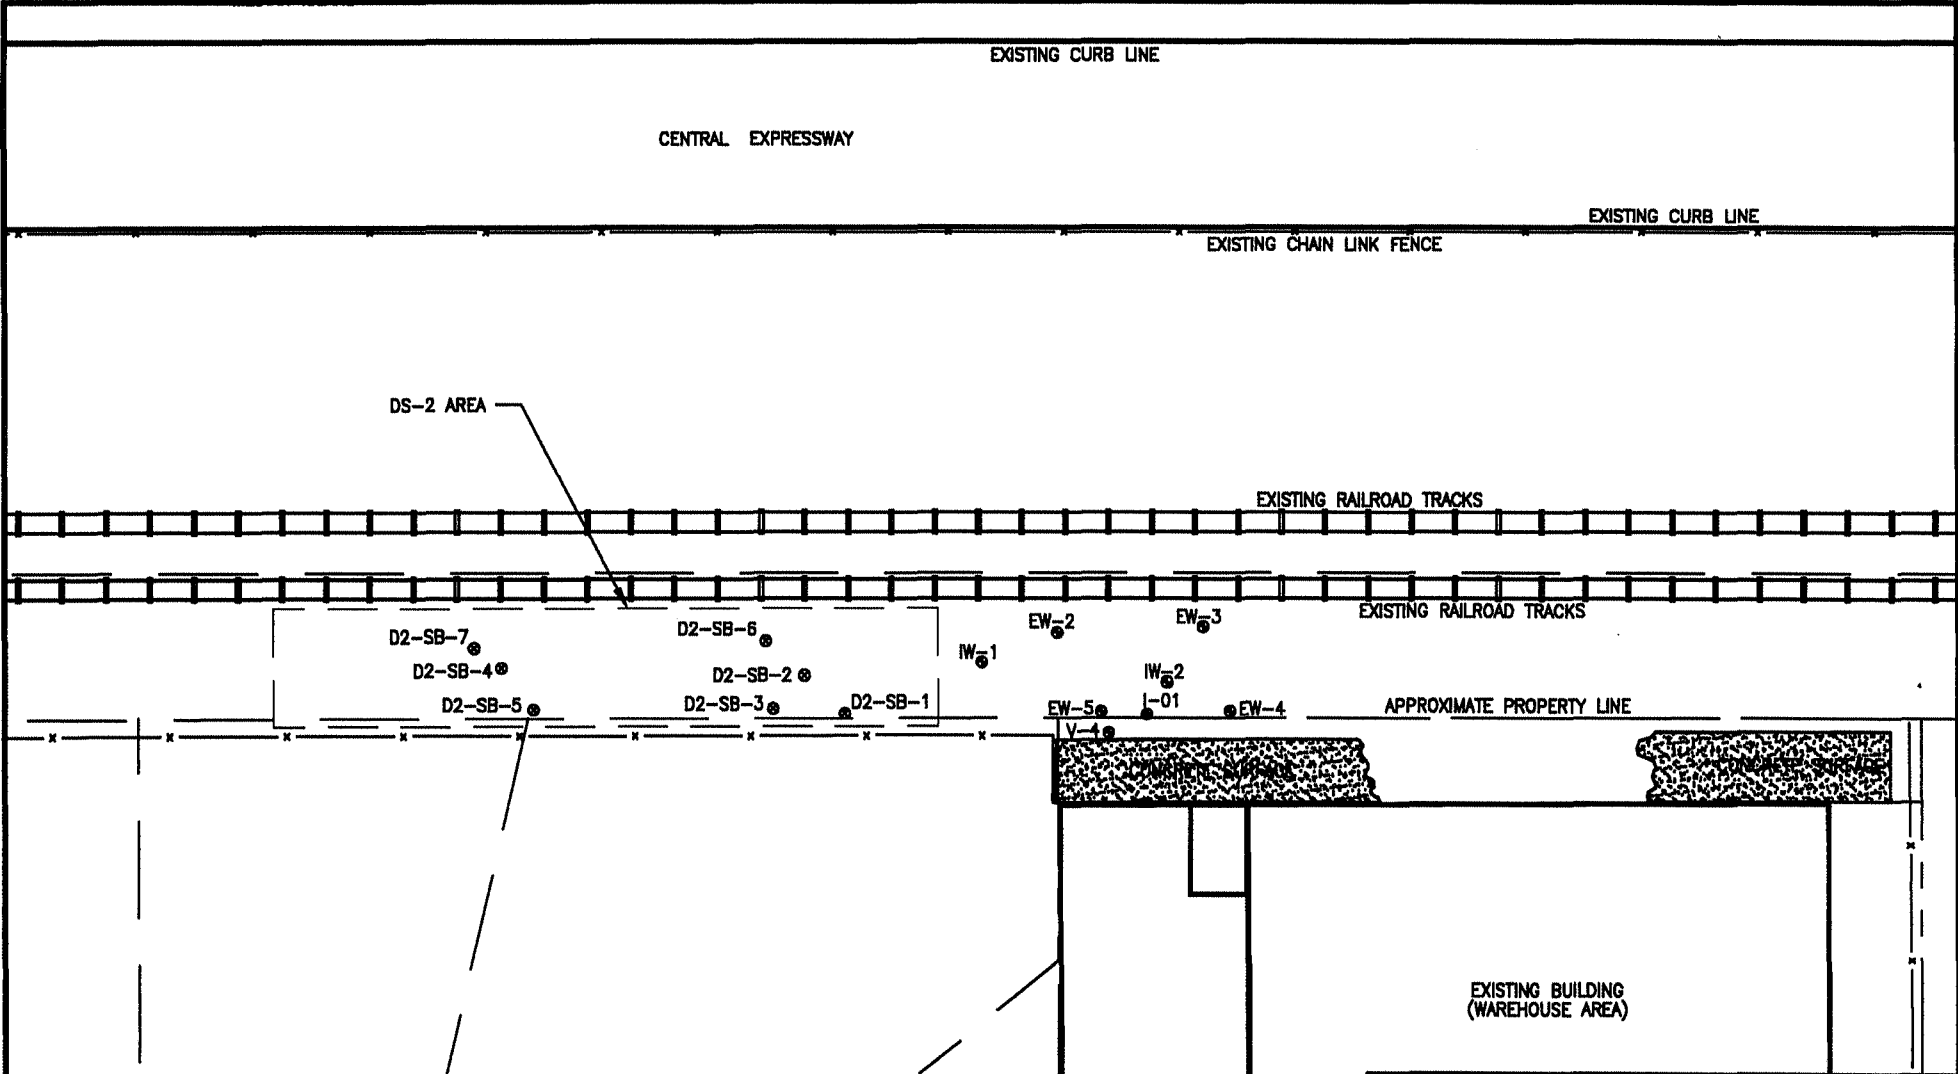 EXISTING CURB LINE
CENTRAL EXPRESSWAY
EXISTING CURB LINE
EXISTING CHAIN LINK FENCE
DS-2 AREA
EXISTING RAILROAD TRACKS
EXISTING RAILROAD TRACKS
EW-2
EW-3
D2-SB-7
D2-SB-6
IW-1
D2-SB-4
D2-SB-2
IW-2
D2-SB-5
D2-SB-3
D2-SB-1
EW-5
I-01
EW-4
APPROXIMATE PROPERTY LINE
V-4
CONCRETE SURFACE
CONCRETE SURFACE
EXISTING BUILDING
(WAREHOUSE AREA)